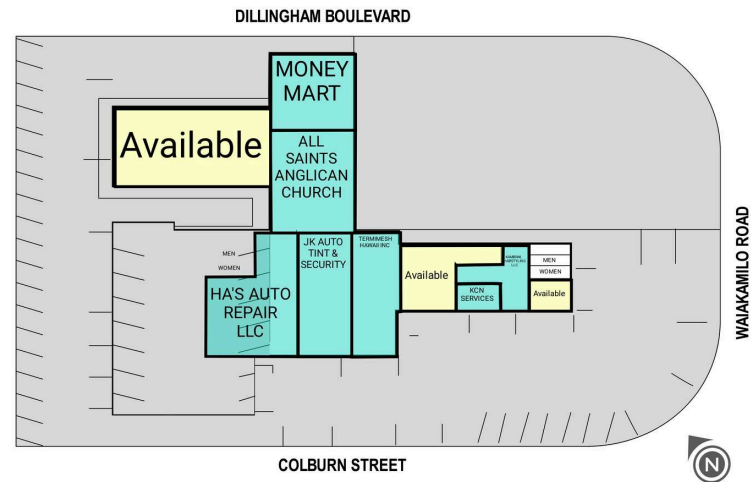 DILLINGHAM BOULEVARD
MONEY
MART
Available
ALL
SAINTS
ANGLICAN
CHURCH
MEN
WOMEN
HA'S AUTO
REPAIR
LLC
JK AUTO
TINT &
SECURITY
TERMIMESH
HAWAII INC
Available
KCN
SERVICES
LLC
MEN
WOMEN
Available
WAIAKAMILO ROAD
COLBURN STREET
N